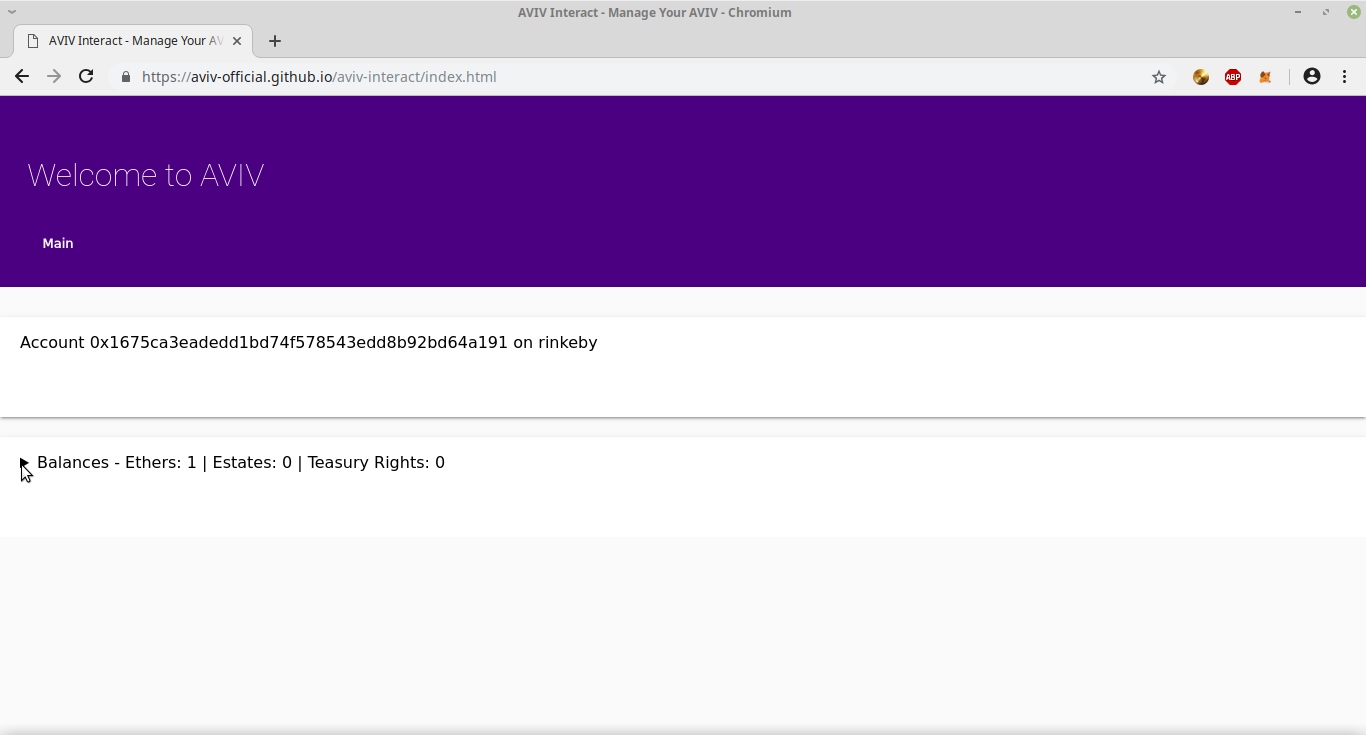 AVIV Interact - Manage Your AVIV - Chromium
AVIV Interact - Manage Your AV
https://aviv-official.github.io/aviv-interact/index.html
ABP
Welcome to AVIV
Main
Account 0x1675ca3eadedd1bd74f578543edd8b92bd64a191 on rinkeby
Balances - Ethers: 1 | Estates: 0 | Teasury Rights: 0